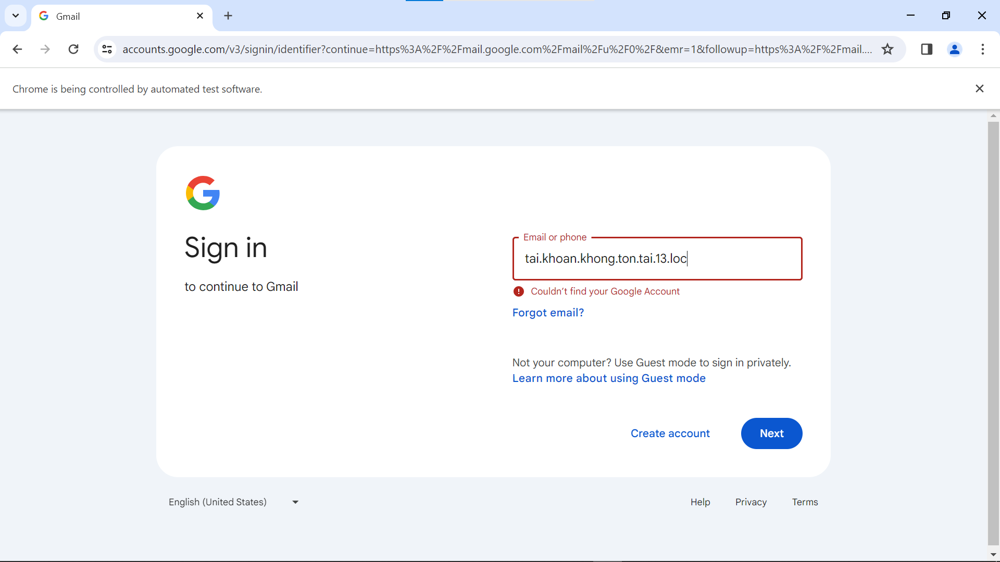 Gmail
accounts.google.com/v3/signin/identifier?continue=https%3A%2F%2Fmail.google.com%2Fmail%2Fu%2F0%2F&emr=1&followup=https%3A%2F%2Fmail....
Chrome is being controlled by automated test software.
Sign in
to continue to Gmail
Email or phone
tai.khoan.khong.ton.tai.13.loc
Couldn’t find your Google Account
Forgot email?
Not your computer? Use Guest mode to sign in privately.
Learn more about using Guest mode
Create account
Next
English (United States)
Help
Privacy
Terms